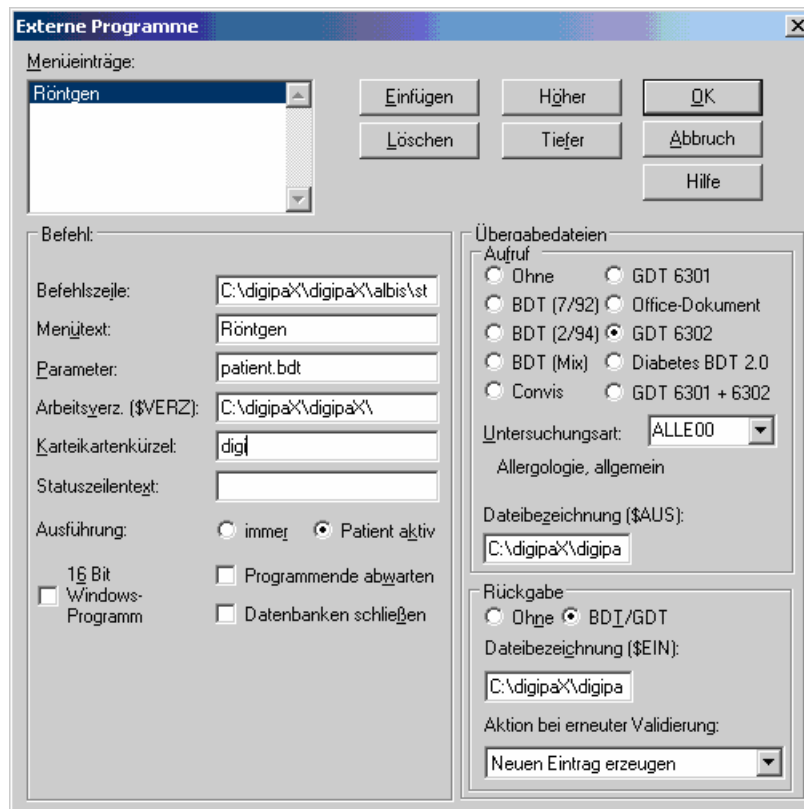 Externe Programme
Menüeinträge:
Röntgen
Einfügen
Höher
OK
Löschen
Tiefer
Abbruch
Hilfe
Befehl:
Befehlszeile:
C:\digipaX\digipaX\albis\st
Menütext:
Röntgen
Parameter:
patient.bdt
Arbeitsverz. ($VERZ):
C:\digipaX\digipaX\
Karteikartenkürzel:
digi
Statuszeilentext:
Ausführung:
immer
Patient aktiv
16 Bit
Windows-
Programm
Programmende abwarten
Datenbanken schließen
Übergabedateien
Aufruf
Ohne
GDT 6301
BDT (7/92)
Office-Dokument
BDT (2/94)
GDT 6302
BDT (Mix)
Diabetes BDT 2.0
Convis
GDT 6301 + 6302
Untersuchungsart:
ALLE00
Allergologie, allgemein
Dateibezeichnung ($AUS):
C:\digipaX\digipa
Rückgabe
Ohne
BDT/GDT
Dateibezeichnung ($EIN):
C:\digipaX\digipa
Aktion bei erneuter Validierung:
Neuen Eintrag erzeugen